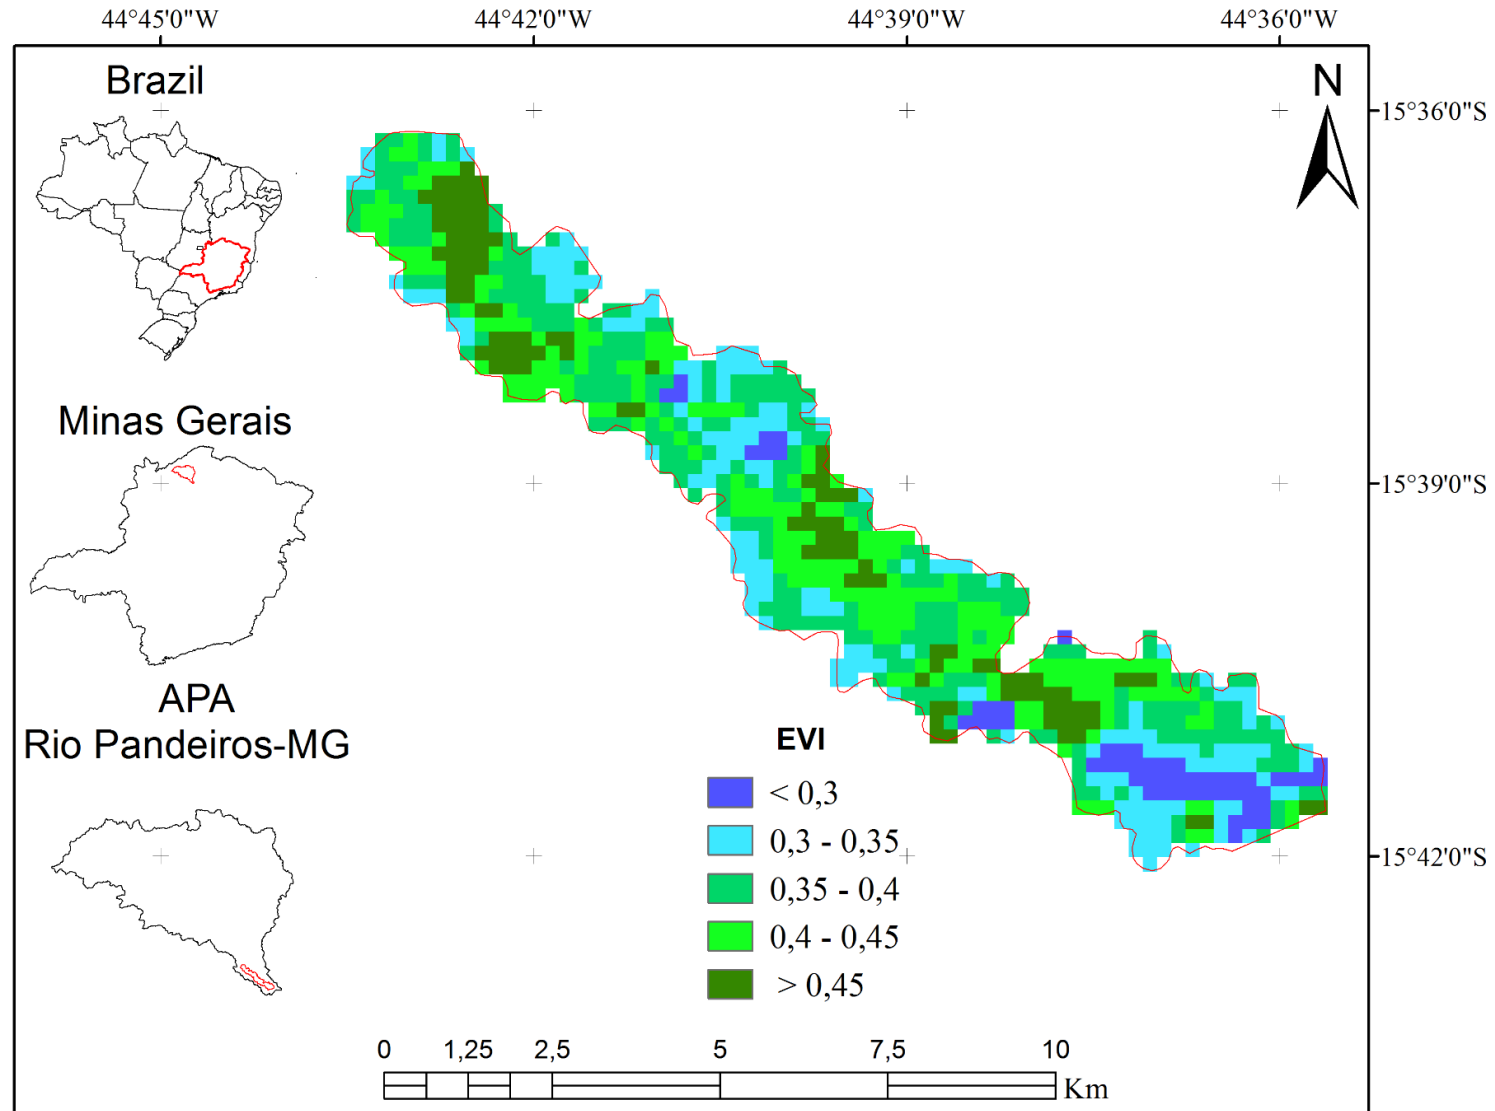 44°45'0"W 44°42'0"W 44°39'0"W 44°36'0"W
Brazil
N
15°36'0"S
Minas Gerais
15°39'0"S
APA
Rio Pandeiros-MG
EVI
< 0,3
0,3 - 0,35
15°42'0"S
0,35 - 0,4
0,4 - 0,45
> 0,45
0 1,25 2,5 5 7,5 10
Km